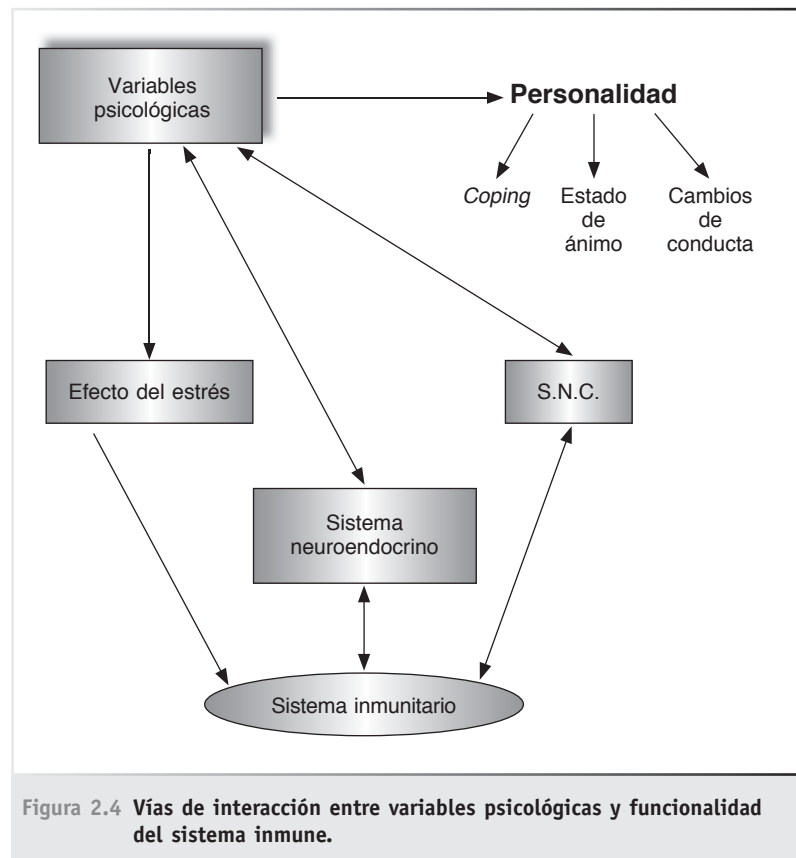 Variables
psicológicas
Personalidad
Coping
Estado
de
ánimo
Cambios
de
conducta
Efecto del estrés
S.N.C.
Sistema
neuroendocrino
Sistema inmunitario
Figura 2.4 Vías de interacción entre variables psicológicas y funcionalidad
del sistema inmune.